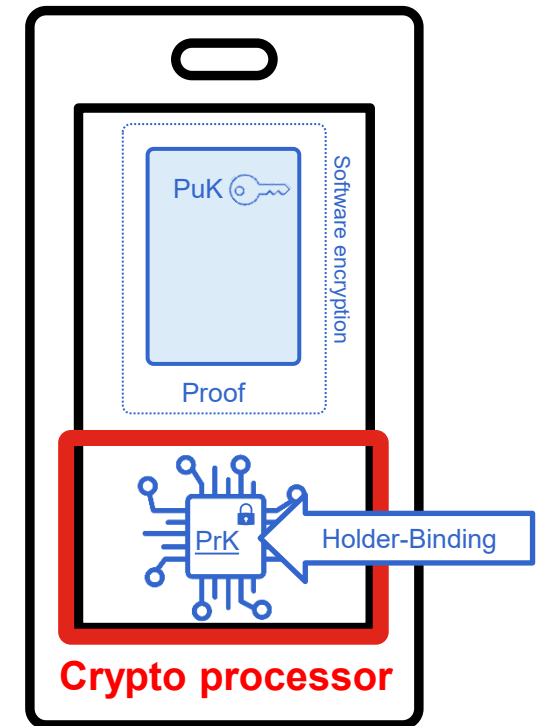 PuK
Software encryption
Proof
PrK
Holder-Binding
Crypto processor